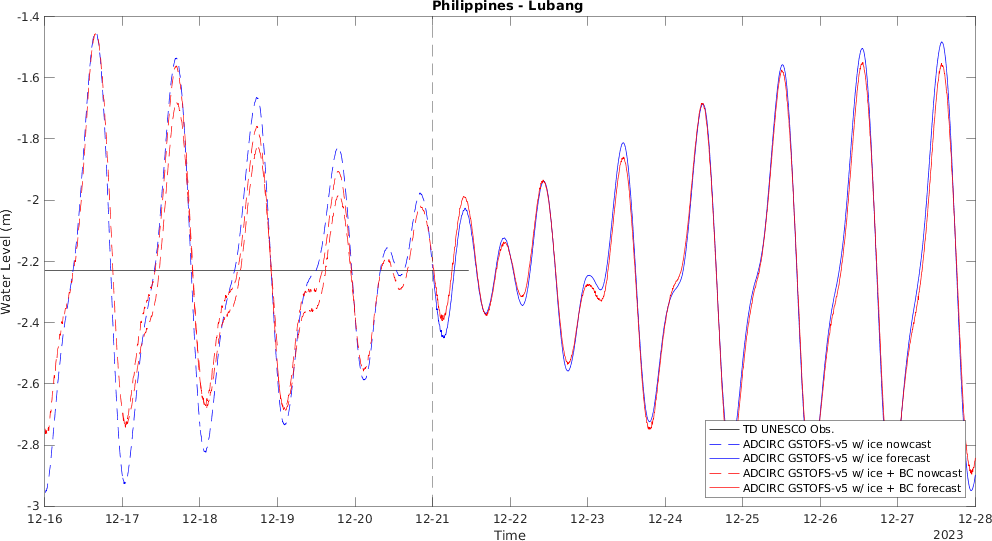 Philippines - Lubang
-1.4
-1.6
-1.8
-2
-2.2
-2.4
-2.6
-2.8
-3
Water Level (m)
TD UNESCO Obs.
ADCIRC GSTOFS-v5 w/ ice nowcast
ADCIRC GSTOFS-v5 w/ ice forecast
ADCIRC GSTOFS-v5 w/ ice + BC nowcast
ADCIRC GSTOFS-v5 w/ ice + BC forecast
12-16 12-17 12-18 12-19 12-20 12-21 12-22 12-23 12-24 12-25 12-26 12-27 12-28
Time
2023